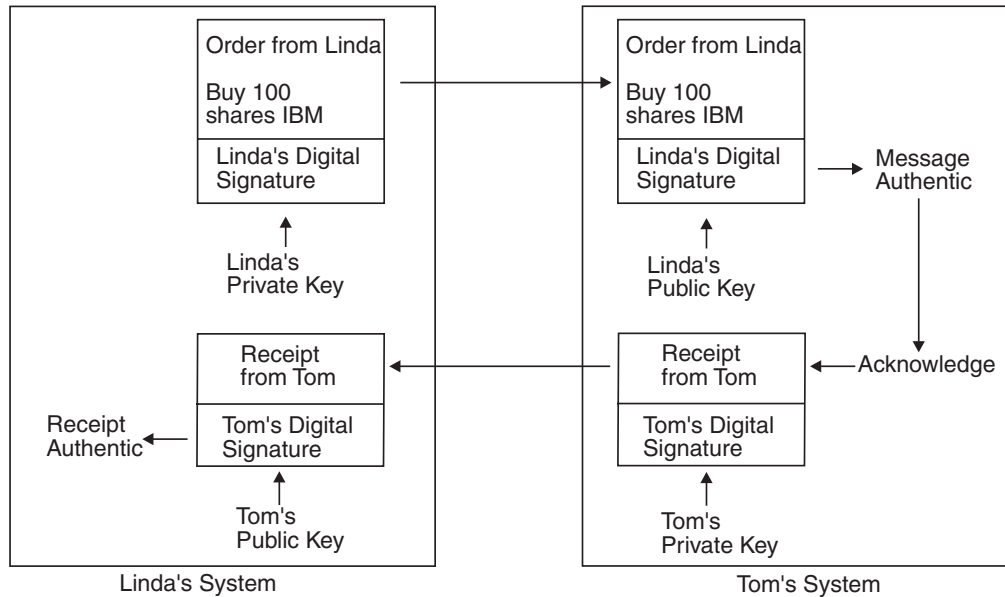 Order from Linda
Buy 100
shares IBM
Linda's Digital
Signature
Linda's
Private Key
Receipt
from Tom
Tom's Digital
Signature
Receipt
Authentic
Tom's
Public Key
Linda's System
Order from Linda
Buy 100
shares IBM
Linda's Digital
Signature
Message
Authentic
Linda's
Public Key
Acknowledge
Receipt
from Tom
Tom's Digital
Signature
Tom's
Private Key
Tom's System